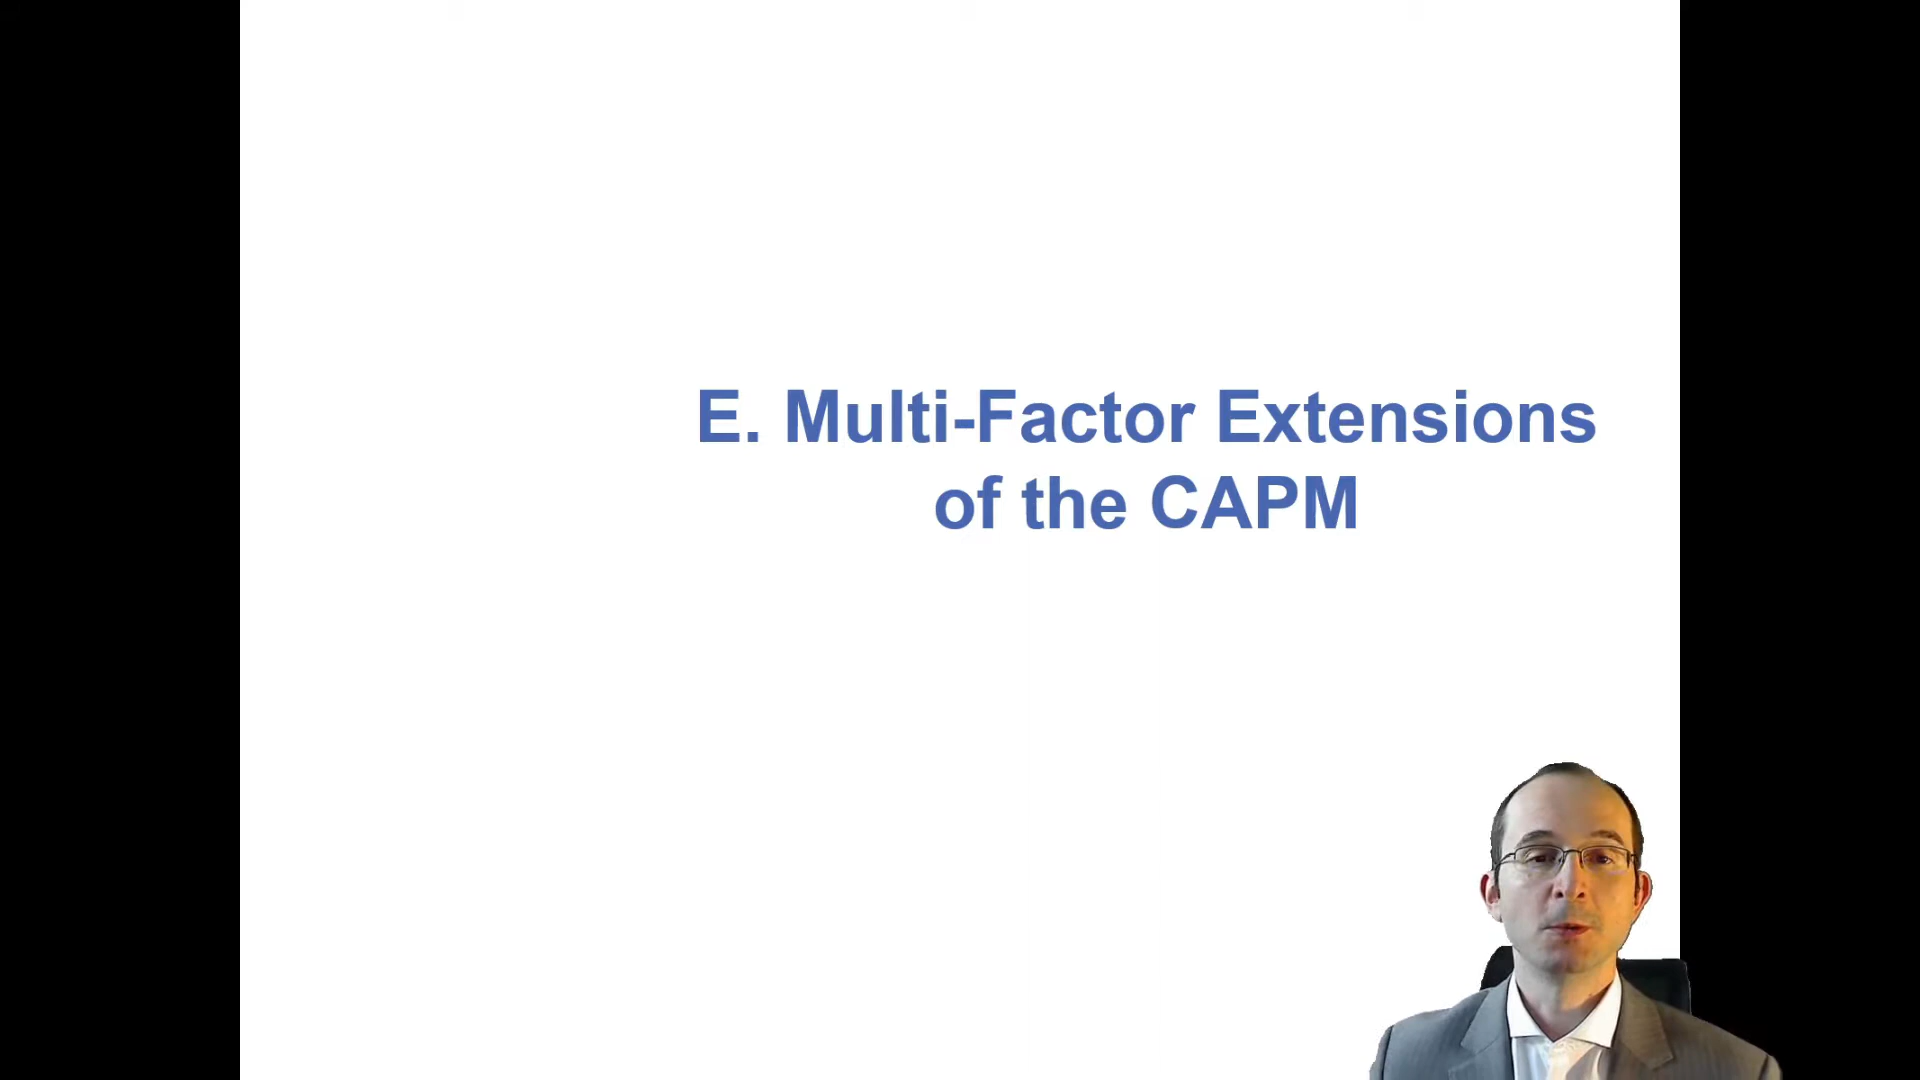 E. Multi-Factor Extensions
of the CAPM